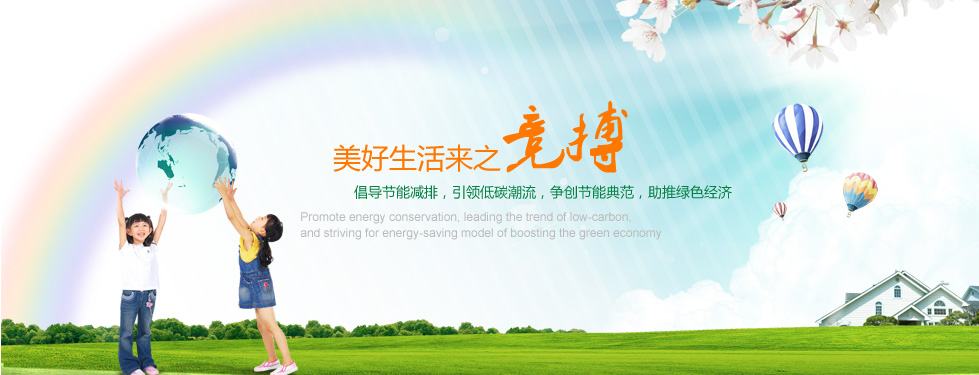 美好生活来之竞搏
倡导节能减排，引领低碳潮流，争创节能典范，助推绿色经济
Promote energy conservation, leading the trend of low-carbon,
and striving for energy-saving model of boosting the green economy